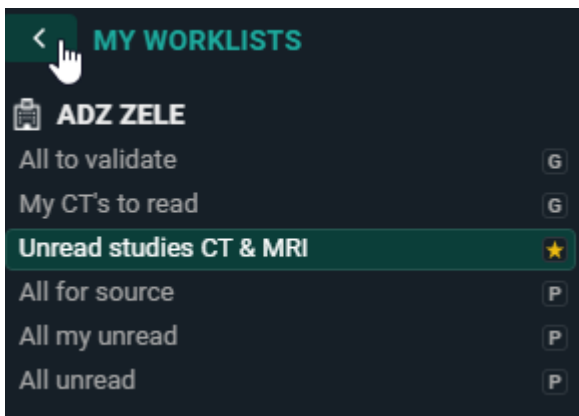 MY WORKLISTS
ADZ ZELE
All to validate G
My CT's to read G
Unread studies CT & MRI
All for source P
All my unread P
All unread P